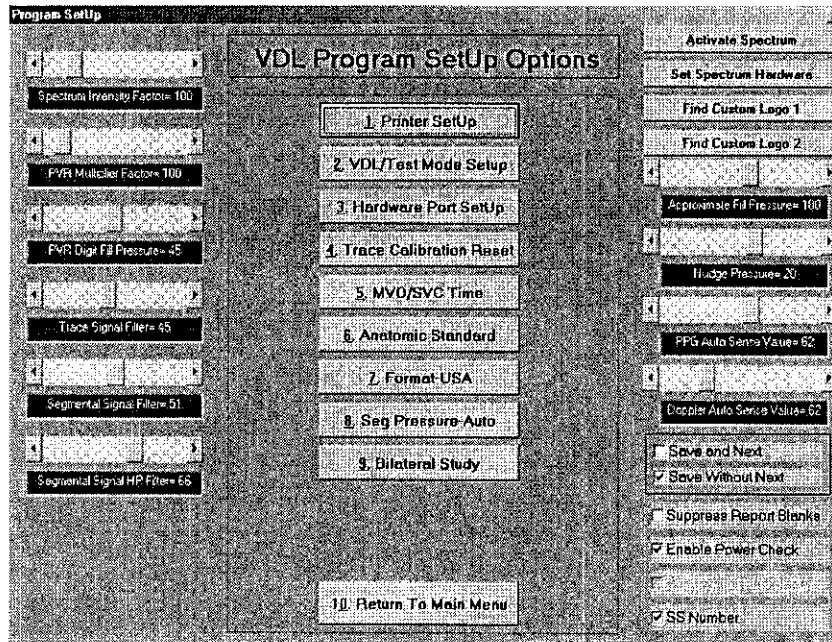 Program SetUp
VDL Program SetUp Options
Spectrum Intensity Factor= 100
PVR Multiplier Factor= 100
PVR Digit Fill Pressure= 45
Trace Signal Filter= 45
Segmental Signal Filter= 51
Segmental Signal HP Filter= 66
1. Printer SetUp
2. VDL/Test Mode Setup
3. Hardware Port SetUp
4. Trace Calibration Reset
5. MVO/SVC Time
6. Anatomic Standard
7. Format-USA
8. Seg Pressure-Auto
9. Bilateral Study
10. Return To Main Menu
Activate Spectrum
Set Spectrum Hardware
Find Custom Logo 1
Find Custom Logo 2
Approximate Fill Pressure= 180
Nudge Pressure= 20
PPG Auto Sense Value= 62
Doppler Auto Sense Value= 62
Save and Next
Save Without Next
Suppress Report Blanks
Enable Power Check
SS Number